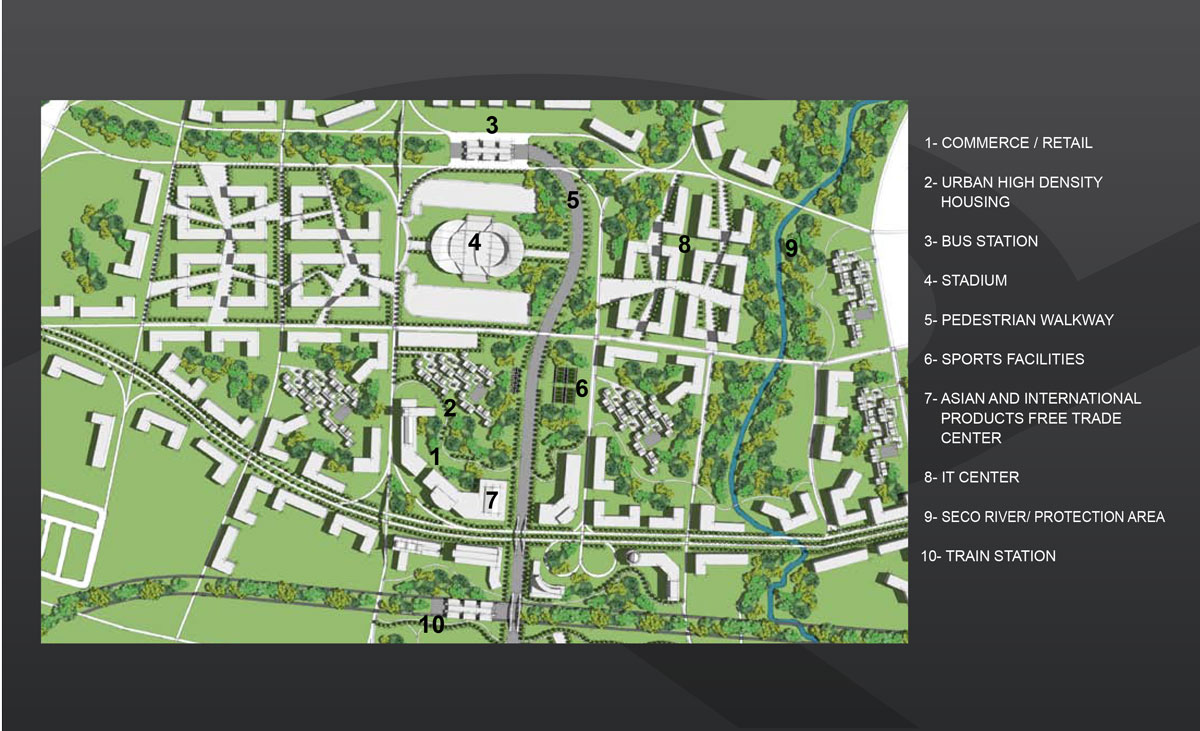 3
5
4
8
9
6
2
1
7
10
1- COMMERCE / RETAIL
2- URBAN HIGH DENSITY
HOUSING
3- BUS STATION
4- STADIUM
5- PEDESTRIAN WALKWAY
6- SPORTS FACILITIES
7- ASIAN AND INTERNATIONAL
PRODUCTS FREE TRADE
CENTER
8- IT CENTER
9- SECO RIVER/ PROTECTION AREA
10- TRAIN STATION